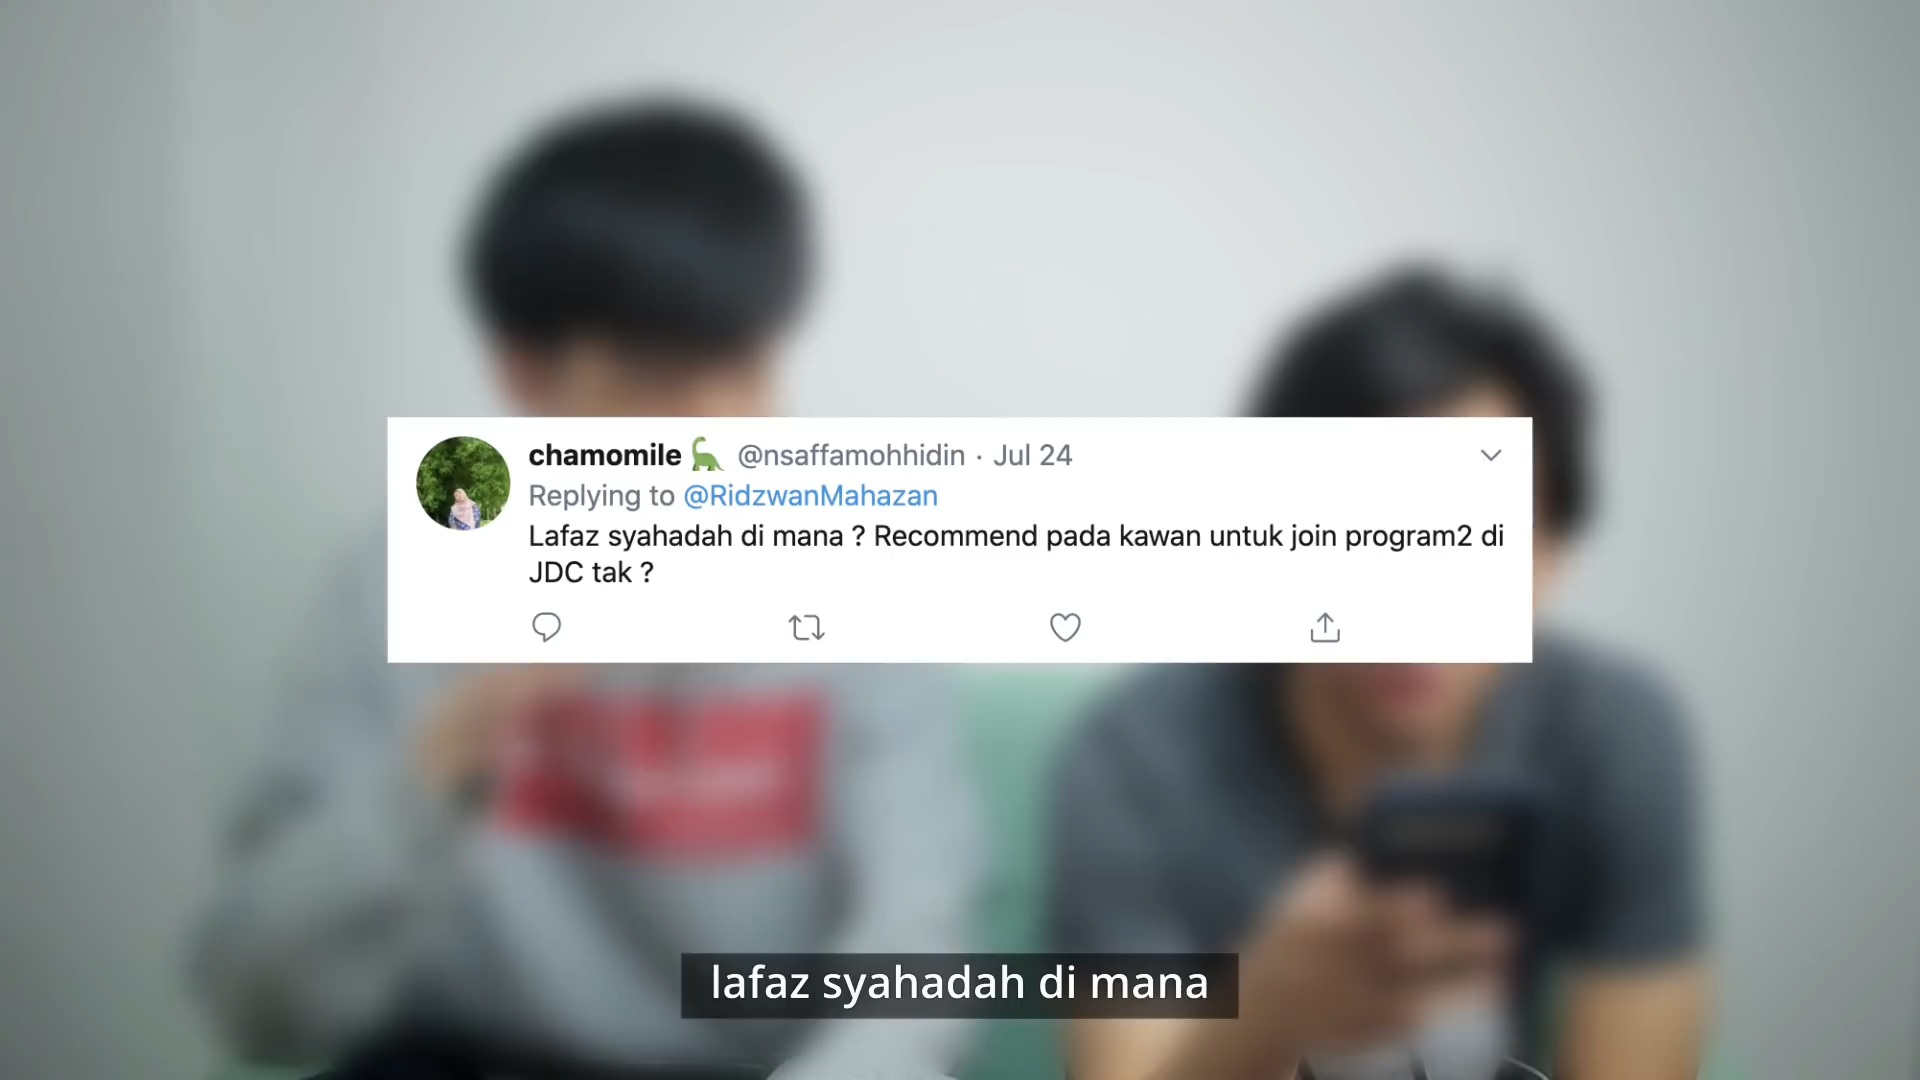 chamomile🦕 @nsaffamohhidin · Jul 24
Replying to @RidzwanMahazan
Lafaz syahadah di mana ? Recommend pada kawan untuk join program2 di
JDC tak ?
lafaz syahadah di mana